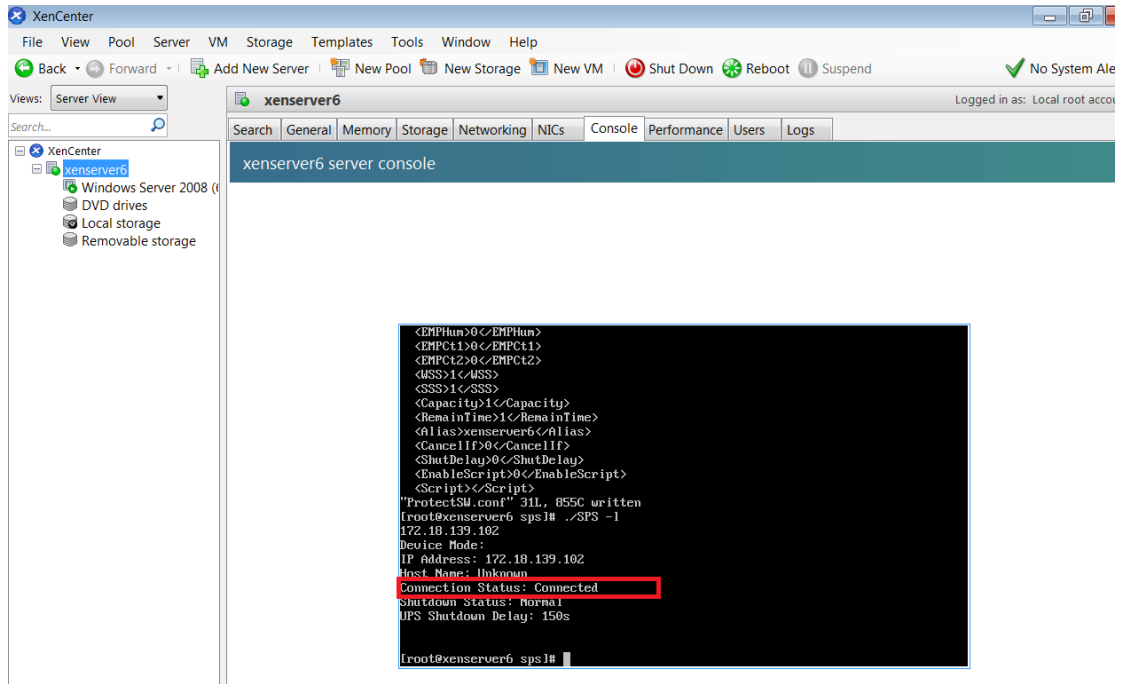 XenCenter
File View Pool Server VM Storage Templates Tools Window Help
Back Forward Add New Server New Pool New Storage New VM Shut Down Reboot Suspend No System Ale
Views: Server View
xenserver6 Logged in as: Local root accou
Search...
Search General Memory Storage Networking NICs Console Performance Users Logs
XenCenter
xenserver6
Windows Server 2008 (6
DVD drives
Local storage
Removable storage
xenserver6 server console
<EMPHum>0</EMPHum>
<EMPCt1>0</EMPCt1>
<EMPCt2>0</EMPCt2>
<WSS>1</WSS>
<SSS>1</SSS>
<Capacity>1</Capacity>
<RemainTime>1</RemainTime>
<Alias>xenserver6</Alias>
<CancelIf>0</CancelIf>
<ShutDelay>0</ShutDelay>
<EnableScript>0</EnableScript>
<Script></Script>
"ProtectSW.conf" 31L, 855C written
[root@xenserver6 sps]# ./SPS -l
172.18.139.102
Device Mode:
IP Address: 172.18.139.102
Host Name: Unknown
Connection Status: Connected
Shutdown Status: Normal
UPS Shutdown Delay: 150s
[root@xenserver6 sps]#